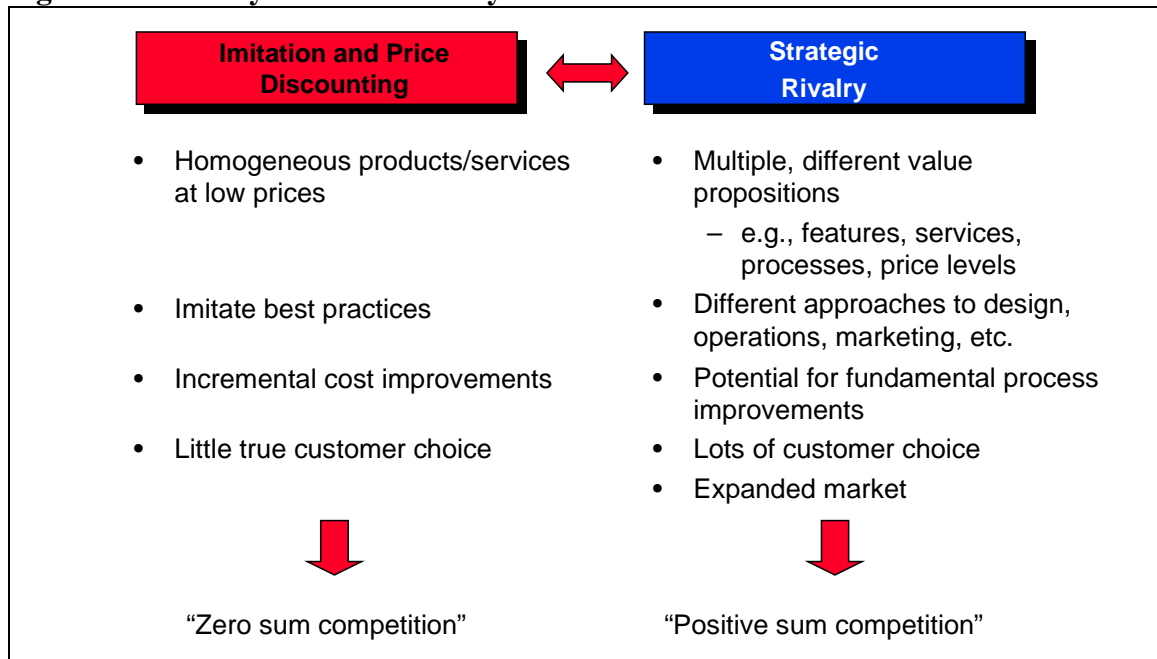 Imitation and Price
Discounting
Strategic
Rivalry
• Homogeneous products/services
at low prices
• Imitate best practices
• Incremental cost improvements
• Little true customer choice
“Zero sum competition”
• Multiple, different value
propositions
– e.g., features, services,
processes, price levels
• Different approaches to design,
operations, marketing, etc.
• Potential for fundamental process
improvements
• Lots of customer choice
• Expanded market
“Positive sum competition”